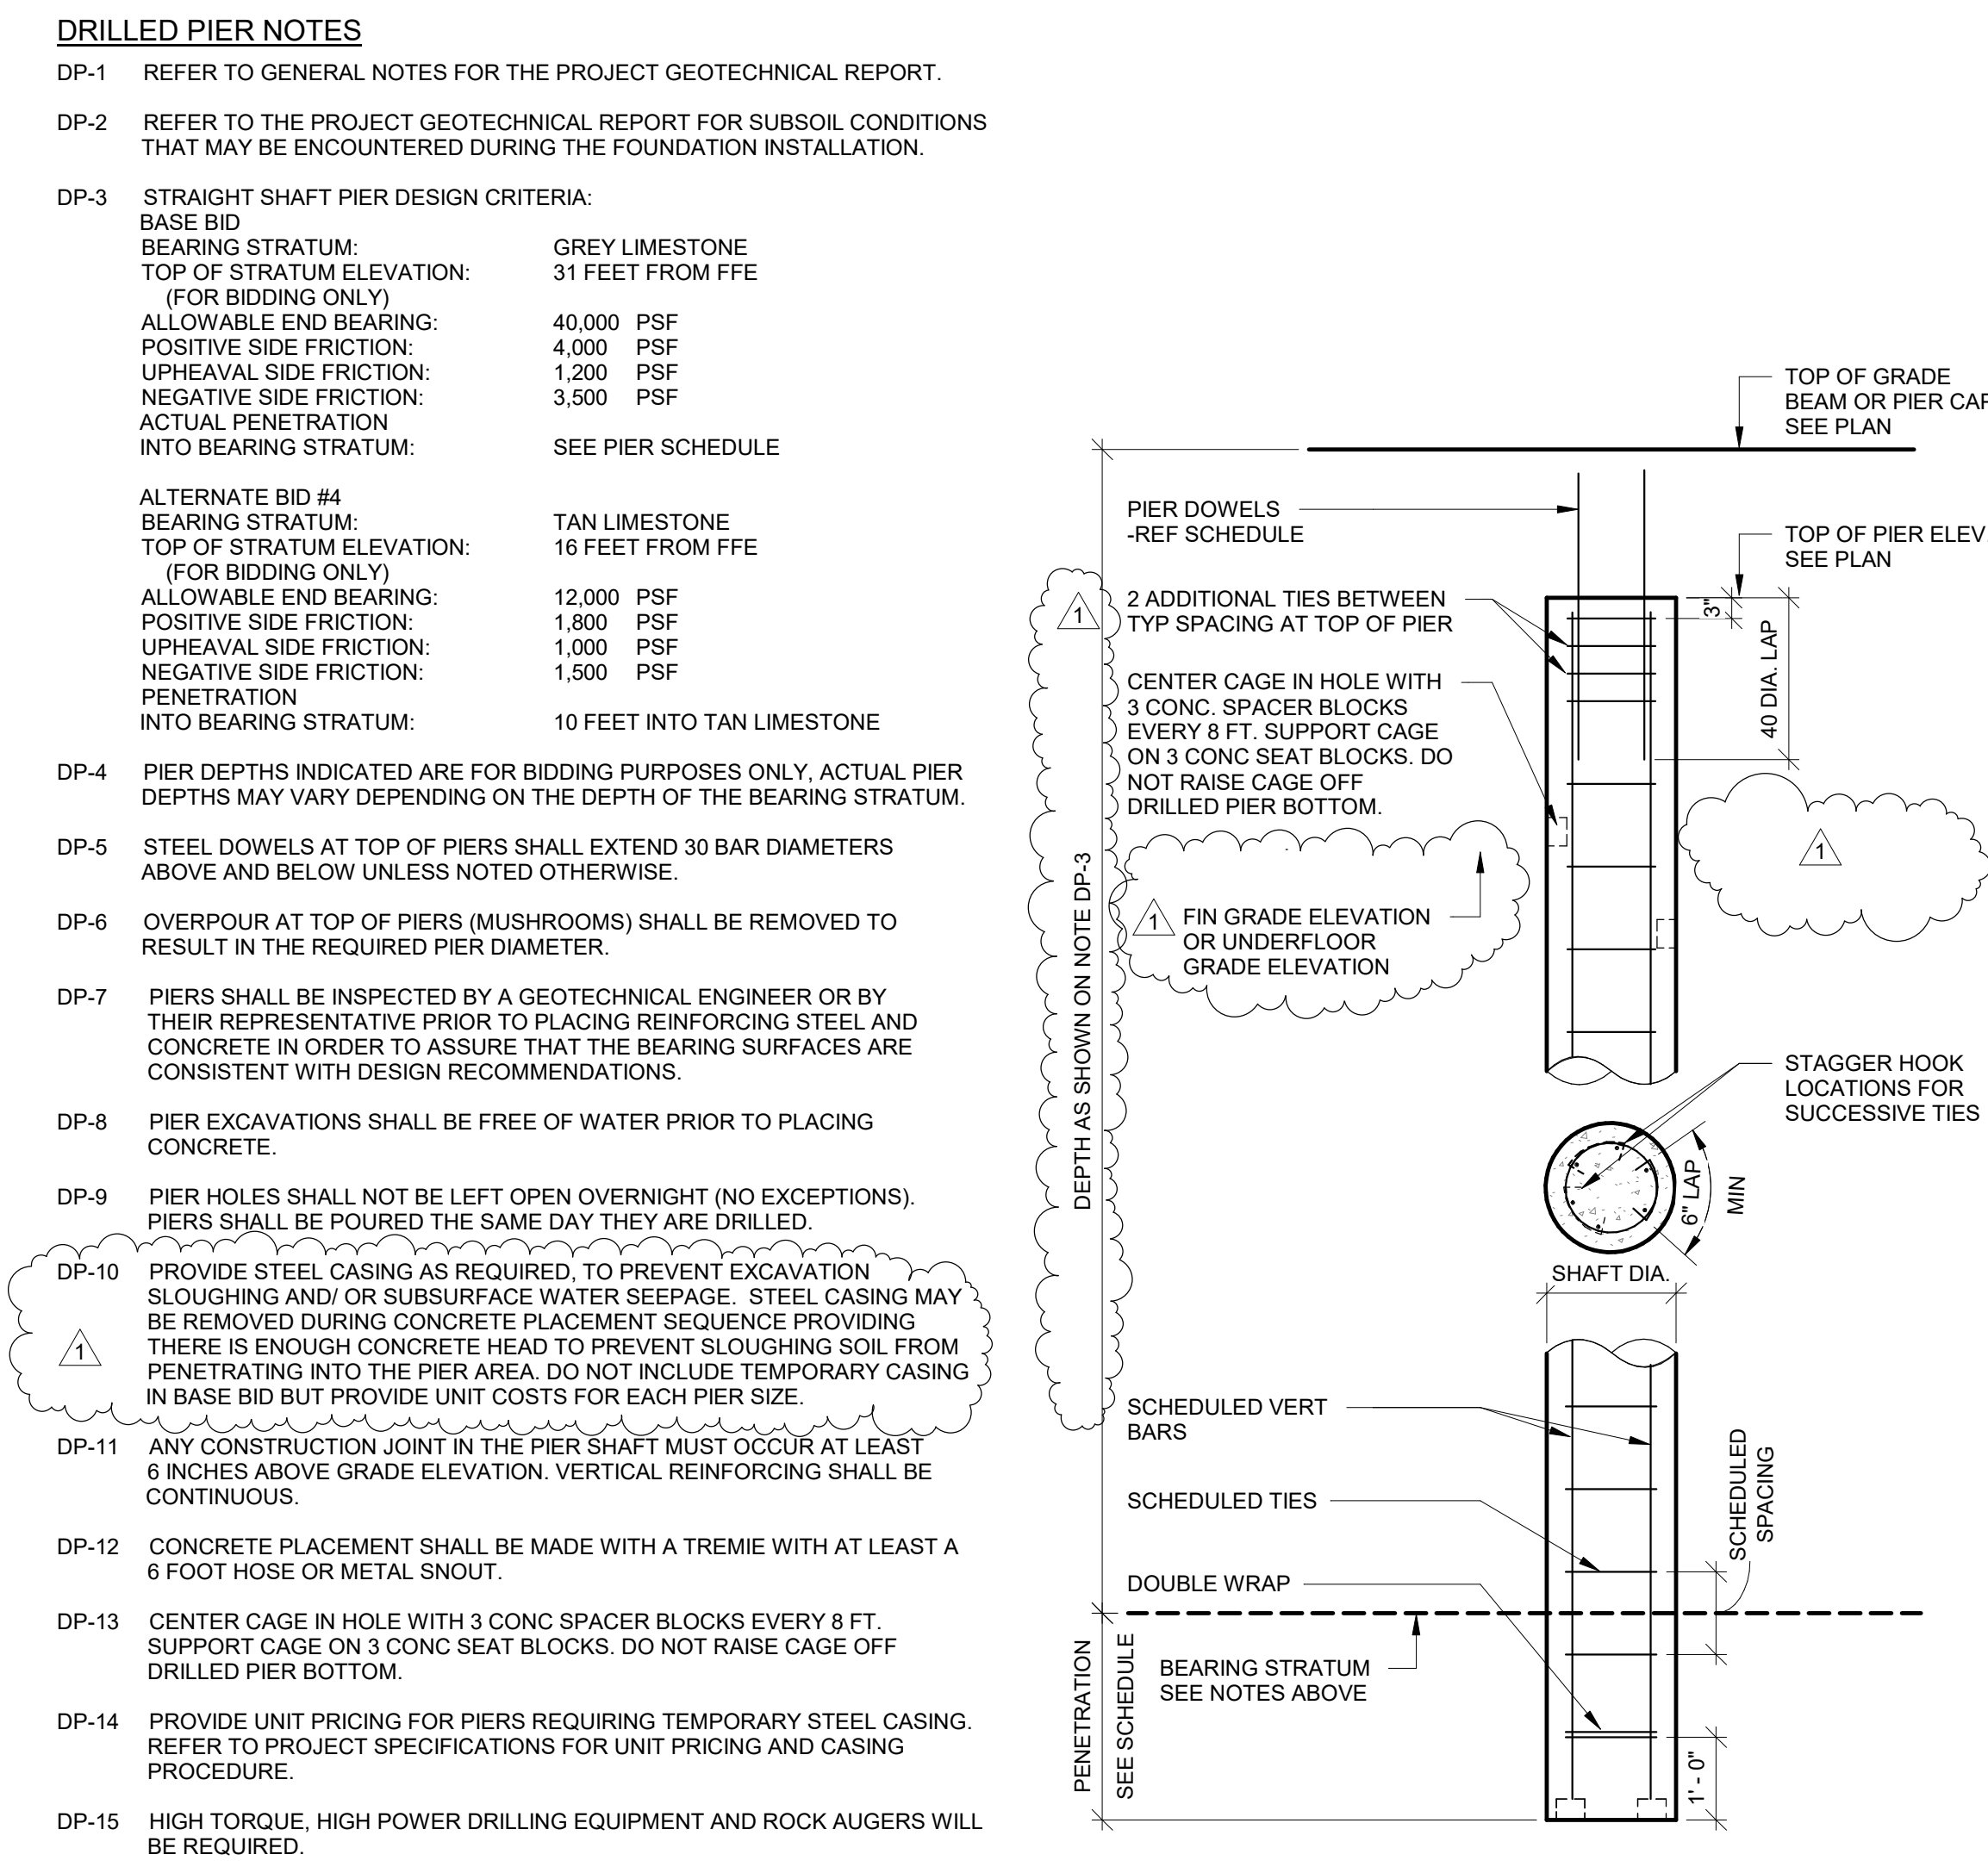 DRILLED PIER NOTES
DP-1 REFER TO GENERAL NOTES FOR THE PROJECT GEOTECHNICAL REPORT.
DP-2 REFER TO THE PROJECT GEOTECHNICAL REPORT FOR SUBSOIL CONDITIONS
THAT MAY BE ENCOUNTERED DURING THE FOUNDATION INSTALLATION.
DP-3 STRAIGHT SHAFT PIER DESIGN CRITERIA:
BASE BID
BEARING STRATUM: GREY LIMESTONE
TOP OF STRATUM ELEVATION: 31 FEET FROM FFE
(FOR BIDDING ONLY)
ALLOWABLE END BEARING: 40,000 PSF
POSITIVE SIDE FRICTION: 4,000 PSF
UPHEAVAL SIDE FRICTION: 1,200 PSF
NEGATIVE SIDE FRICTION: 3,500 PSF
ACTUAL PENETRATION
INTO BEARING STRATUM: SEE PIER SCHEDULE
ALTERNATE BID #4
BEARING STRATUM: TAN LIMESTONE
TOP OF STRATUM ELEVATION: 16 FEET FROM FFE
(FOR BIDDING ONLY)
ALLOWABLE END BEARING: 12,000 PSF
POSITIVE SIDE FRICTION: 1,800 PSF
UPHEAVAL SIDE FRICTION: 1,000 PSF
NEGATIVE SIDE FRICTION: 1,500 PSF
PENETRATION
INTO BEARING STRATUM: 10 FEET INTO TAN LIMESTONE
DP-4 PIER DEPTHS INDICATED ARE FOR BIDDING PURPOSES ONLY, ACTUAL PIER
DEPTHS MAY VARY DEPENDING ON THE DEPTH OF THE BEARING STRATUM.
DP-5 STEEL DOWELS AT TOP OF PIERS SHALL EXTEND 30 BAR DIAMETERS
ABOVE AND BELOW UNLESS NOTED OTHERWISE.
DP-6 OVERPOUR AT TOP OF PIERS (MUSHROOMS) SHALL BE REMOVED TO
RESULT IN THE REQUIRED PIER DIAMETER.
DP-7 PIERS SHALL BE INSPECTED BY A GEOTECHNICAL ENGINEER OR BY
THEIR REPRESENTATIVE PRIOR TO PLACING REINFORCING STEEL AND
CONCRETE IN ORDER TO ASSURE THAT THE BEARING SURFACES ARE
CONSISTENT WITH DESIGN RECOMMENDATIONS.
DP-8 PIER EXCAVATIONS SHALL BE FREE OF WATER PRIOR TO PLACING
CONCRETE.
DP-9 PIER HOLES SHALL NOT BE LEFT OPEN OVERNIGHT (NO EXCEPTIONS).
PIERS SHALL BE POURED THE SAME DAY THEY ARE DRILLED.
DP-10 PROVIDE STEEL CASING AS REQUIRED, TO PREVENT EXCAVATION
SLOUGHING AND/ OR SUBSURFACE WATER SEEPAGE. STEEL CASING MAY
BE REMOVED DURING CONCRETE PLACEMENT SEQUENCE PROVIDING
1 THERE IS ENOUGH CONCRETE HEAD TO PREVENT SLOUGHING SOIL FROM
PENETRATING INTO THE PIER AREA. DO NOT INCLUDE TEMPORARY CASING
IN BASE BID BUT PROVIDE UNIT COSTS FOR EACH PIER SIZE.
DP-11 ANY CONSTRUCTION JOINT IN THE PIER SHAFT MUST OCCUR AT LEAST
6 INCHES ABOVE GRADE ELEVATION. VERTICAL REINFORCING SHALL BE
CONTINUOUS.
DP-12 CONCRETE PLACEMENT SHALL BE MADE WITH A TREMIE WITH AT LEAST A
6 FOOT HOSE OR METAL SNOUT.
DP-13 CENTER CAGE IN HOLE WITH 3 CONC SPACER BLOCKS EVERY 8 FT.
SUPPORT CAGE ON 3 CONC SEAT BLOCKS. DO NOT RAISE CAGE OFF
DRILLED PIER BOTTOM.
DP-14 PROVIDE UNIT PRICING FOR PIERS REQUIRING TEMPORARY STEEL CASING.
REFER TO PROJECT SPECIFICATIONS FOR UNIT PRICING AND CASING
PROCEDURE.
DP-15 HIGH TORQUE, HIGH POWER DRILLING EQUIPMENT AND ROCK AUGERS WILL
BE REQUIRED.
TOP OF GRADE
BEAM OR PIER CAP
SEE PLAN
PIER DOWELS
-REF SCHEDULE
TOP OF PIER ELEV
SEE PLAN
1
2 ADDITIONAL TIES BETWEEN
TYP SPACING AT TOP OF PIER
3"
40 DIA. LAP
CENTER CAGE IN HOLE WITH
3 CONC. SPACER BLOCKS
EVERY 8 FT. SUPPORT CAGE
ON 3 CONC SEAT BLOCKS. DO
NOT RAISE CAGE OFF
DRILLED PIER BOTTOM.
1
1 FIN GRADE ELEVATION
OR UNDERFLOOR
GRADE ELEVATION
DEPTH AS SHOWN ON NOTE DP-3
STAGGER HOOK
LOCATIONS FOR
SUCCESSIVE TIES
6" LAP
MIN
SHAFT DIA.
SCHEDULED VERT
BARS
SCHEDULED TIES
SCHEDULED
SPACING
DOUBLE WRAP
BEARING STRATUM
SEE NOTES ABOVE
PENETRATION
SEE SCHEDULE
1' - 0"